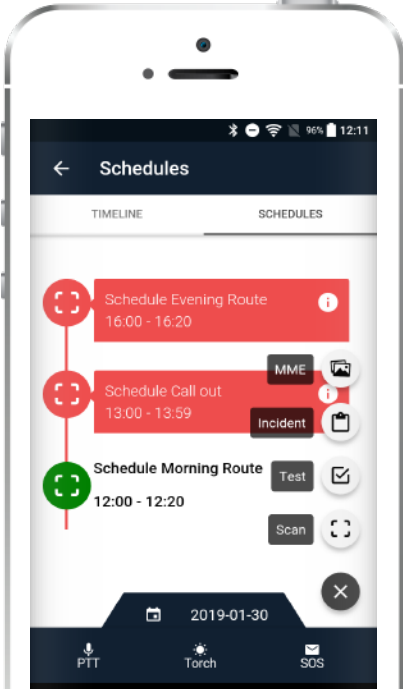 96% 12:11
Schedules
TIMELINE SCHEDULES
Schedule Evening Route
16:00 - 16:20
MME
Schedule Call out
13:00 - 13:59
Incident
Schedule Morning Route
Test
12:00 - 12:20
Scan
2019-01-30
PTT Torch SOS